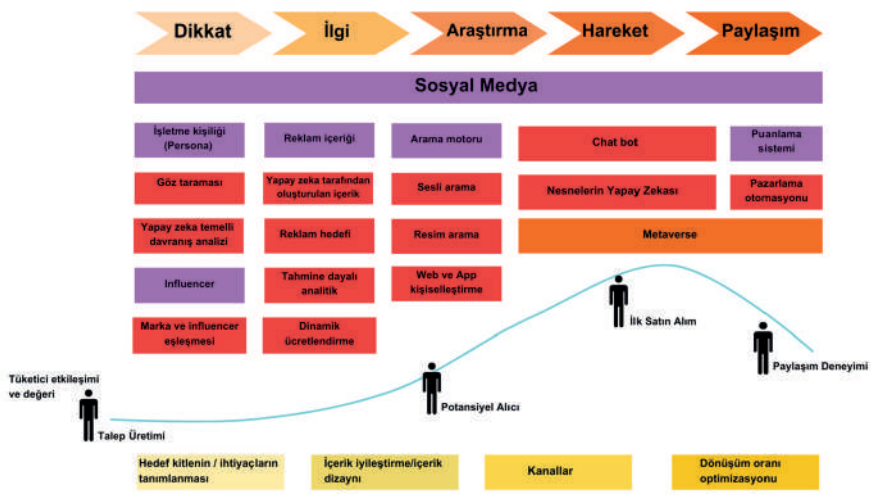 Dikkat
İlgi
Araştırma
Hareket
Paylaşım
Sosyal Medya
İşletme kişiliği
(Persona)
Reklam içeriği
Arama motoru
Chat bot
Puanlama
sistemi
Göz taraması
Yapay zeka tarafından
oluşturulan içerik
Sesli arama
Nesnelerin Yapay Zekası
Pazarlama
otomasyonu
Yapay zeka temelli
davranış analizi
Reklam hedefi
Resim arama
Metaverse
Influencer
Tahmine dayalı
analitik
Web ve App
kişiselleştirme
Marka ve influencer
eşleşmesi
Dinamik
ücretlendirme
İlk Satın Alım
Paylaşım Deneyimi
Tüketici etkileşimi
ve değeri
Potansiyel Alıcı
Talep Üretimi
Hedef kitlenin / ihtiyaçların
tanımlanması
İçerik iyileştirme/içerik
dizaynı
Kanallar
Dönüşüm oranı
optimizasyonu